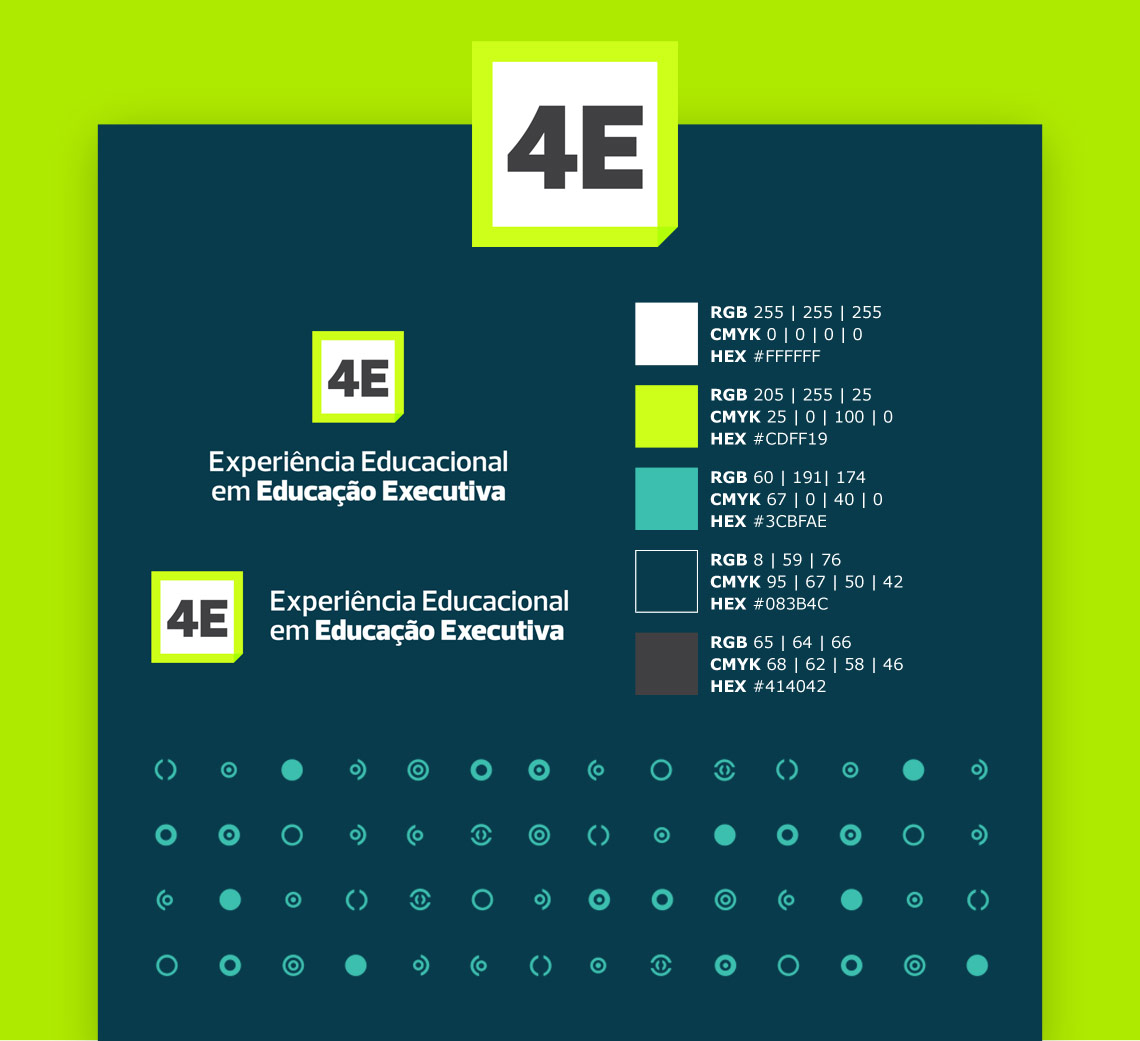 4E
4E
Experiência Educacional
em Educação Executiva
4E
Experiência Educacional
em Educação Executiva
RGB 255 | 255 | 255
CMYK 0 | 0 | 0 | 0
HEX #FFFFFF
RGB 205 | 255 | 25
CMYK 25 | 0 | 100 | 0
HEX #CDFF19
RGB 60 | 191| 174
CMYK 67 | 0 | 40 | 0
HEX #3CBFAE
RGB 8 | 59 | 76
CMYK 95 | 67 | 50 | 42
HEX #083B4C
RGB 65 | 64 | 66
CMYK 68 | 62 | 58 | 46
HEX #414042